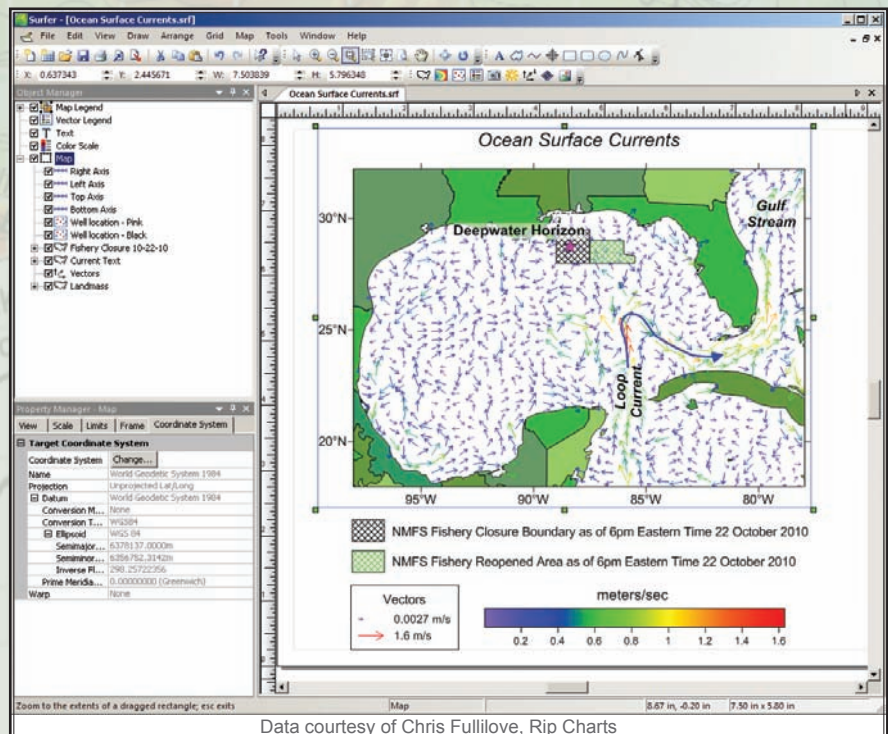 Surfer - [Ocean Surface Currents.srf]
File Edit View Draw Arrange Grid Map Tools Window Help
X: 0.637343 Y: 2.445671 W: 7.503839 H: 5.796348
Object Manager
Map Legend
Vector Legend
Text
Color Scale
Map
Right Axis
Left Axis
Top Axis
Bottom Axis
Well location - Pink
Well location - Black
Fishery Closure 10-22-10
Current Text
Vectors
Landmass
Property Manager - Map
View Scale Limits Frame Coordinate System
Target Coordinate System
Coordinate System Change...
Name World Geodetic System 1984
Projection Unprojected Lat/Long
Datum World Geodetic System 1984
Conversion M... None
Conversion T... WGS84
Ellipsoid WGS 84
Semimajor... 6378137.0000m
Semiminor... 6356752.3142m
Inverse Fl... 298.25722356
Prime Meridia... 0.00000000 (Greenwich)
Warp None
Ocean Surface Currents.srf
Ocean Surface Currents
30°N
25°N
20°N
Deepwater Horizon
Gulf
Stream
Loop
Current
95°W 90°W 85°W 80°W
NMFS Fishery Closure Boundary as of 6pm Eastern Time 22 October 2010
NMFS Fishery Reopened Area as of 6pm Eastern Time 22 October 2010
Vectors
0.0027 m/s
1.6 m/s
meters/sec
0.2 0.4 0.6 0.8 1 1.2 1.4 1.6
Zoom to the extents of a dragged rectangle; esc exits Map 8.67 in, -0.20 in 7.50 in x 5.80 in
Data courtesy of Chris Fullilove, Rip Charts